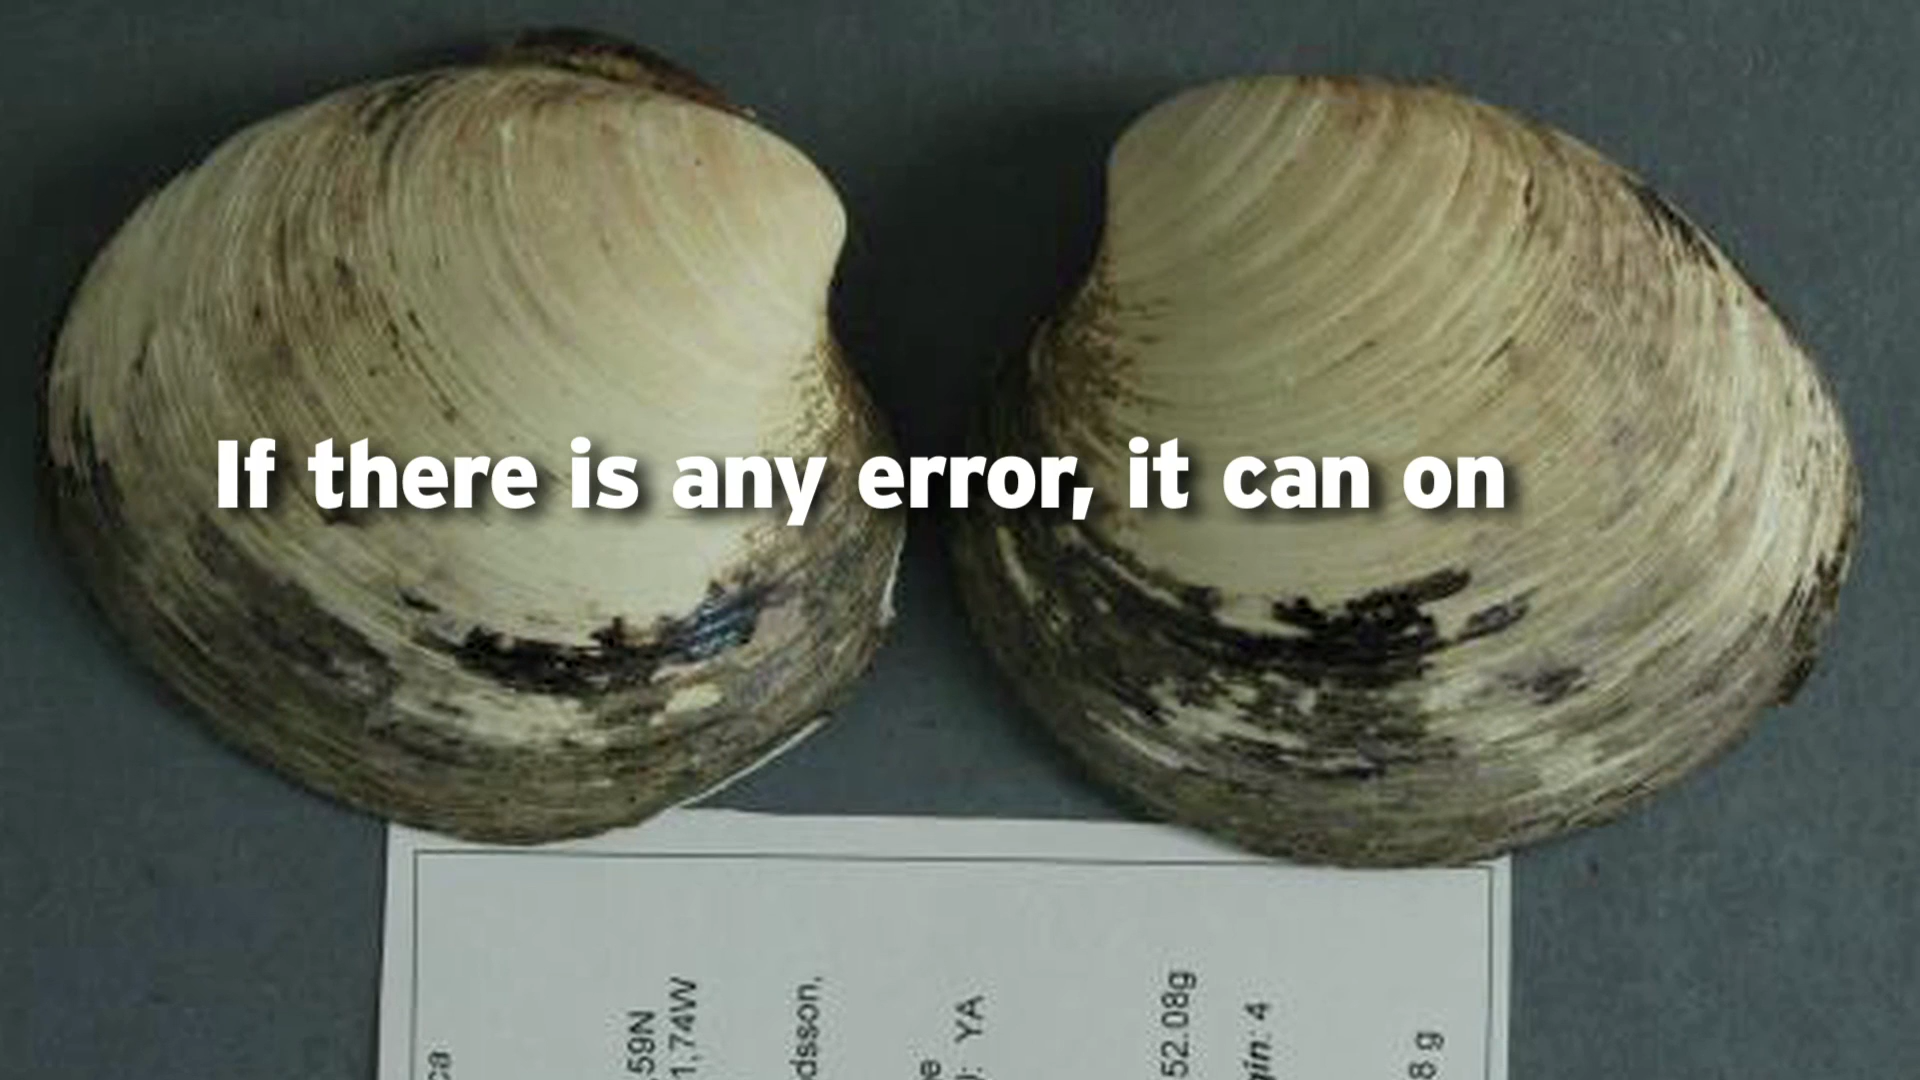 If there is any error, it can on
ca
59N
1,74W
dsson,
e
): YA
52.08g
gin: 4
8 g